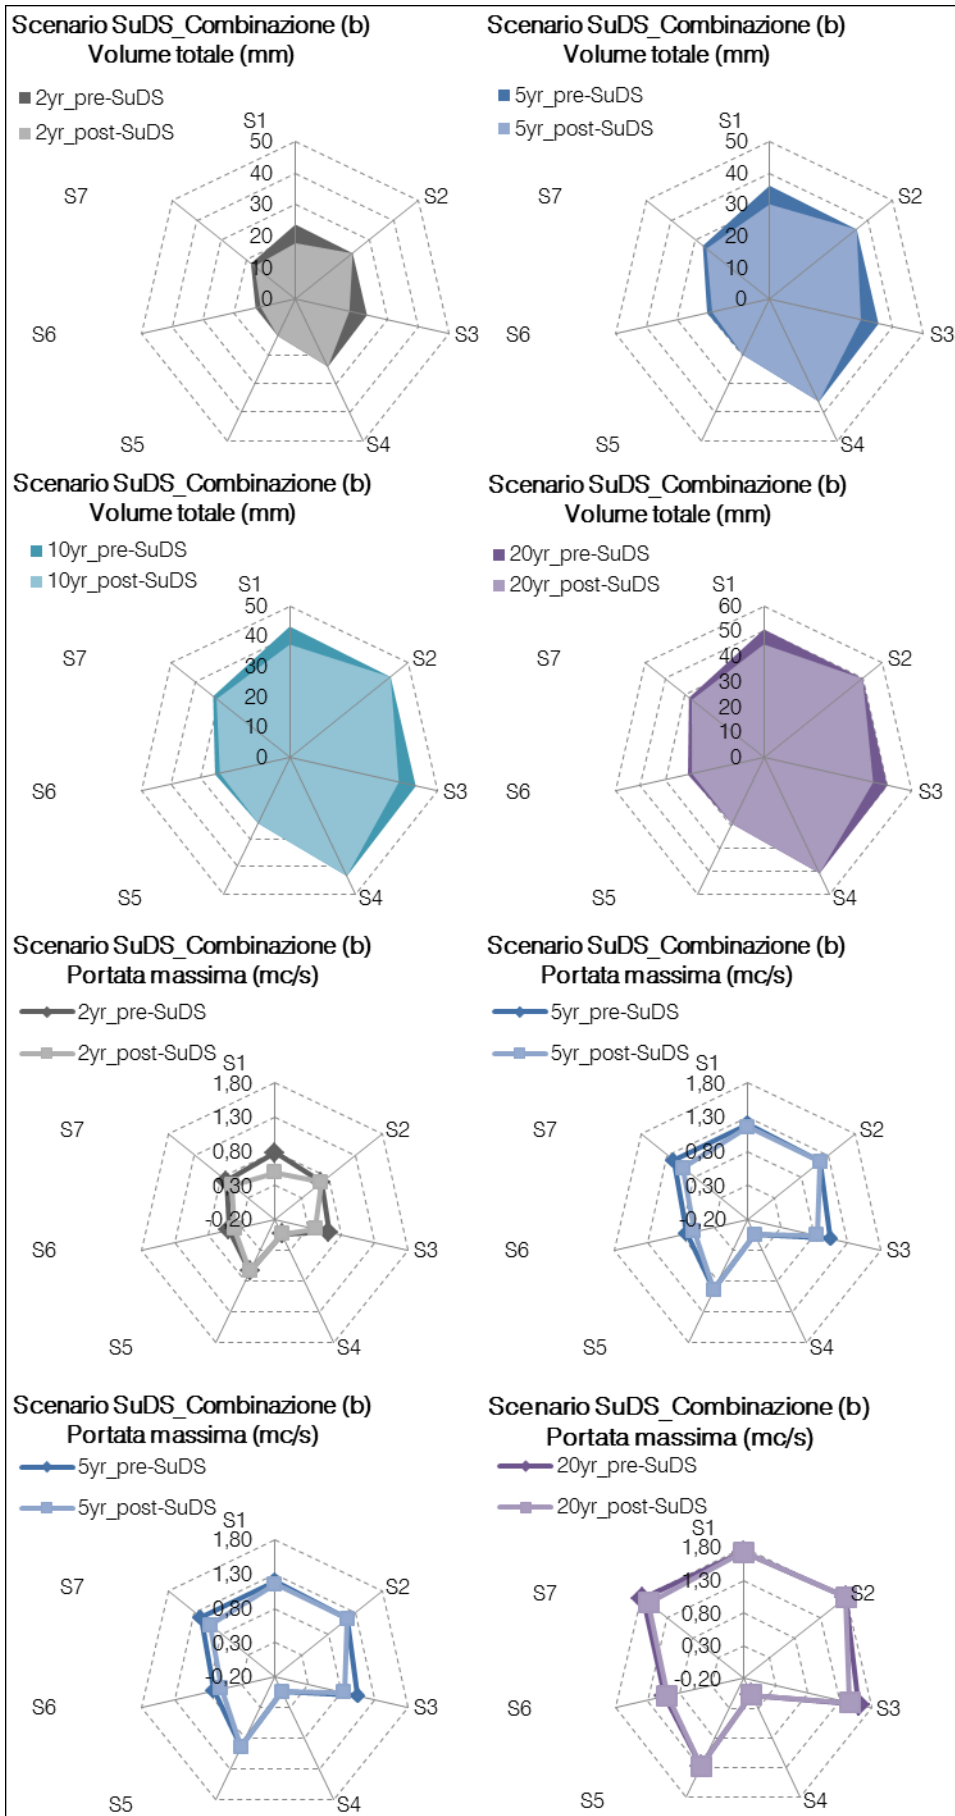 Scenario SuDS_Combinazione (b)
Volume totale (mm)
2yr_pre-SuDS
2yr_post-SuDS
S1
50
40
30
20
10
0
S2
S3
S4
S5
S6
S7
Scenario SuDS_Combinazione (b)
Volume totale (mm)
5yr_pre-SuDS
5yr_post-SuDS
S1
50
40
30
20
10
0
S2
S3
S4
S5
S6
S7
Scenario SuDS_Combinazione (b)
Volume totale (mm)
10yr_pre-SuDS
10yr_post-SuDS
S1
50
40
30
20
10
0
S2
S3
S4
S5
S6
S7
Scenario SuDS_Combinazione (b)
Volume totale (mm)
20yr_pre-SuDS
20yr_post-SuDS
S1
60
50
40
30
20
10
0
S2
S3
S4
S5
S6
S7
Scenario SuDS_Combinazione (b)
Portata massima (mc/s)
2yr_pre-SuDS
2yr_post-SuDS
S1
1,80
1,30
0,80
0,30
-0,20
S2
S3
S4
S5
S6
S7
Scenario SuDS_Combinazione (b)
Portata massima (mc/s)
5yr_pre-SuDS
5yr_post-SuDS
S1
1,80
1,30
0,80
0,30
-0,20
S2
S3
S4
S5
S6
S7
Scenario SuDS_Combinazione (b)
Portata massima (mc/s)
5yr_pre-SuDS
5yr_post-SuDS
S1
1,80
1,30
0,80
0,30
-0,20
S2
S3
S4
S5
S6
S7
Scenario SuDS_Combinazione (b)
Portata massima (mc/s)
20yr_pre-SuDS
20yr_post-SuDS
S1
1,80
1,30
0,80
0,30
-0,20
S2
S3
S4
S5
S6
S7